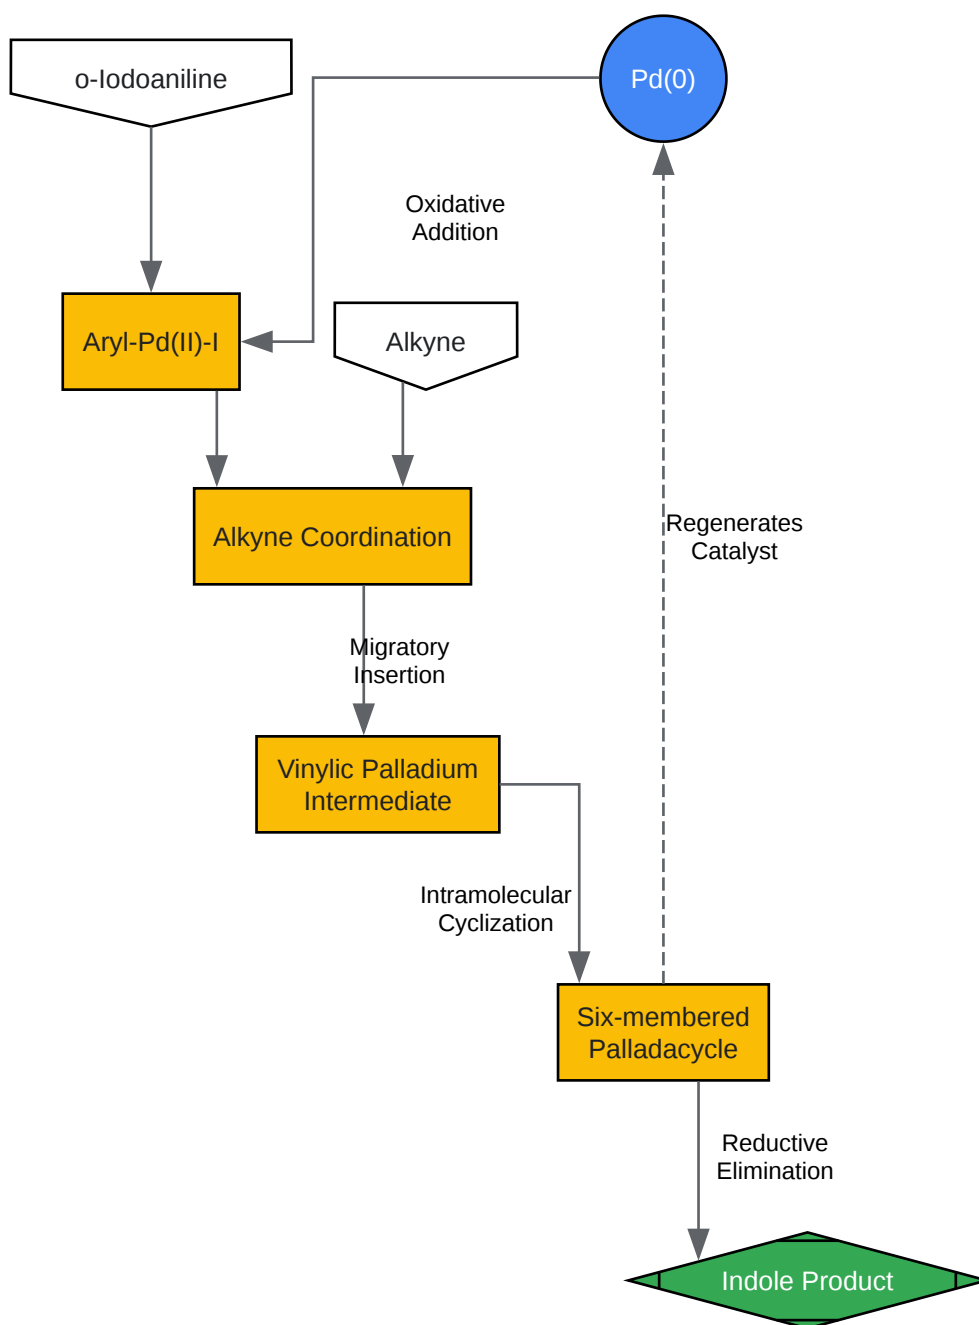 o-Iodoaniline
Pd(0)
Oxidative
Addition
Aryl-Pd(II)-I
Alkyne
Alkyne Coordination
Regenerates
Catalyst
Migratory
Insertion
Vinylic Palladium
Intermediate
Intramolecular
Cyclization
Six-membered
Palladacycle
Reductive
Elimination
Indole Product